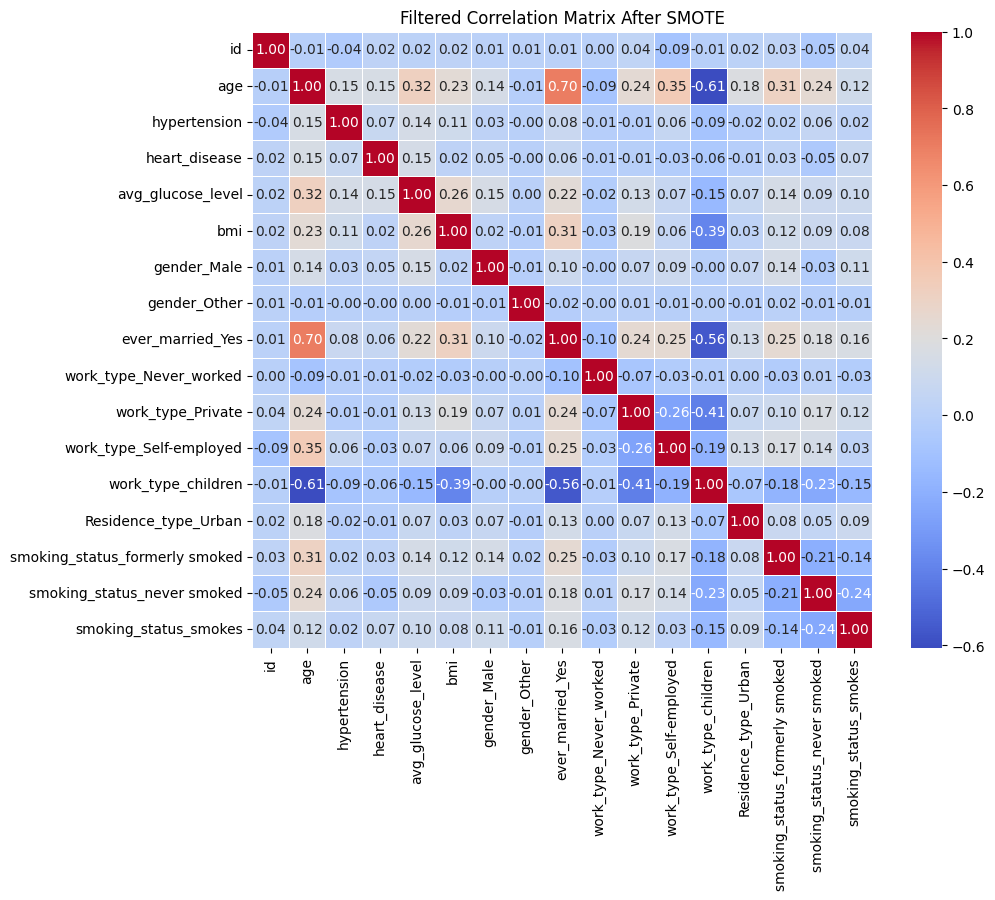 Filtered Correlation Matrix After SMOTE
id 1.00 -0.01 -0.04 0.02 0.02 0.02 0.01 0.01 0.01 0.00 0.04 -0.09 -0.01 0.02 0.03 -0.05 0.04
age -0.01 1.00 0.15 0.15 0.32 0.23 0.14 -0.01 0.70 -0.09 0.24 0.35 -0.61 0.18 0.31 0.24 0.12
hypertension -0.04 0.15 1.00 0.07 0.14 0.11 0.03 -0.00 0.08 -0.01 -0.01 0.06 -0.09 -0.02 0.02 0.06 0.02
heart_disease 0.02 0.15 0.07 1.00 0.15 0.02 0.05 -0.00 0.06 -0.01 -0.01 -0.03 -0.06 -0.01 0.03 -0.05 0.07
avg_glucose_level 0.02 0.32 0.14 0.15 1.00 0.26 0.15 0.00 0.22 -0.02 0.13 0.07 -0.15 0.07 0.14 0.09 0.10
bmi 0.02 0.23 0.11 0.02 0.26 1.00 0.02 -0.01 0.31 -0.03 0.19 0.06 -0.39 0.03 0.12 0.09 0.08
gender_Male 0.01 0.14 0.03 0.05 0.15 0.02 1.00 -0.01 0.10 -0.00 0.07 0.09 -0.00 0.07 0.14 -0.03 0.11
gender_Other 0.01 -0.01 -0.00 -0.00 0.00 -0.01 -0.01 1.00 -0.02 -0.00 0.01 -0.01 -0.00 -0.01 0.02 -0.01 -0.01
ever_married_Yes 0.01 0.70 0.08 0.06 0.22 0.31 0.10 -0.02 1.00 -0.10 0.24 0.25 -0.56 0.13 0.25 0.18 0.16
work_type_Never_worked 0.00 -0.09 -0.01 -0.01 -0.02 -0.03 -0.00 -0.00 -0.10 1.00 -0.07 -0.03 -0.01 0.00 -0.03 0.01 -0.03
work_type_Private 0.04 0.24 -0.01 -0.01 0.13 0.19 0.07 0.01 0.24 -0.07 1.00 -0.26 -0.41 0.07 0.10 0.17 0.12
work_type_Self-employed -0.09 0.35 0.06 -0.03 0.07 0.06 0.09 -0.01 0.25 -0.03 -0.26 1.00 -0.19 0.13 0.17 0.14 0.03
work_type_children -0.01 -0.61 -0.09 -0.06 -0.15 -0.39 -0.00 -0.00 -0.56 -0.01 -0.41 -0.19 1.00 -0.07 -0.18 -0.23 -0.15
Residence_type_Urban 0.02 0.18 -0.02 -0.01 0.07 0.03 0.07 -0.01 0.13 0.00 0.07 0.13 -0.07 1.00 0.08 0.05 0.09
smoking_status_formerly smoked 0.03 0.31 0.02 0.03 0.14 0.12 0.14 0.02 0.25 -0.03 0.10 0.17 -0.18 0.08 1.00 -0.21 -0.14
smoking_status_never smoked -0.05 0.24 0.06 -0.05 0.09 0.09 -0.03 -0.01 0.18 0.01 0.17 0.14 -0.23 0.05 -0.21 1.00 -0.24
smoking_status_smokes 0.04 0.12 0.02 0.07 0.10 0.08 0.11 -0.01 0.16 -0.03 0.12 0.03 -0.15 0.09 -0.14 -0.24 1.00
id
age
hypertension
heart_disease
avg_glucose_level
bmi
gender_Male
gender_Other
ever_married_Yes
work_type_Never_worked
work_type_Private
work_type_Self-employed
work_type_children
Residence_type_Urban
smoking_status_formerly smoked
smoking_status_never smoked
smoking_status_smokes
1.0
0.8
0.6
0.4
0.2
0.0
−0.2
−0.4
−0.6